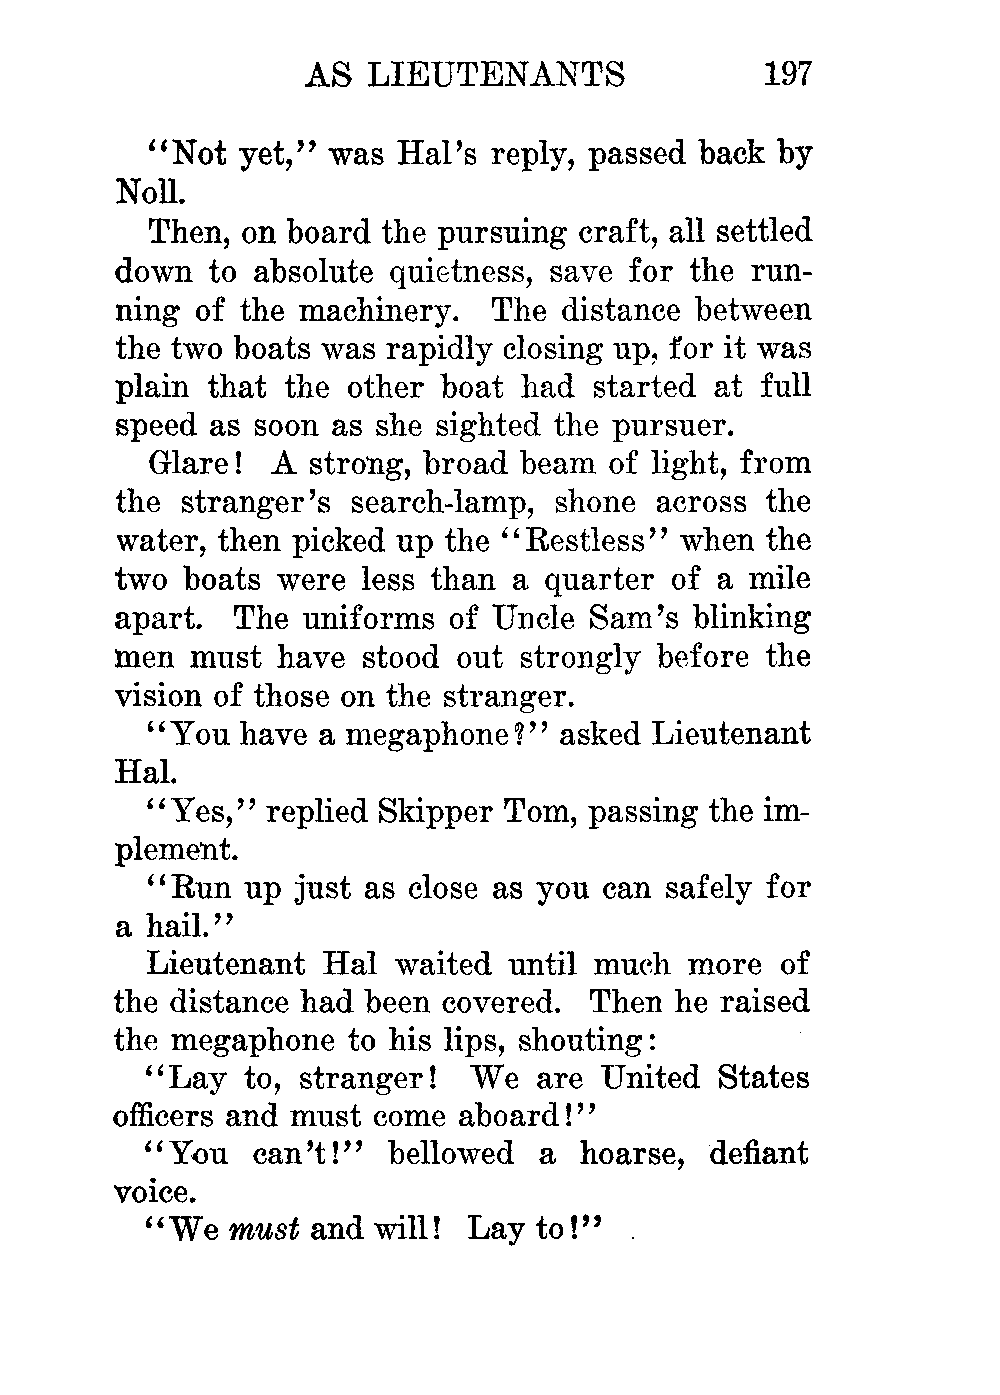 AS LIEUTENANTS 197
"Not yet," was Hal's reply, passed back by
Noll.
Then, on board the pursuing craft, all settled
down to absolute quietness, save for the run-
ning of the machinery. The distance between
the two boats was rapidly closing up, for it was
plain that the other boat had started at full
speed as soon as she sighted the pursuer.
Glare! A strong, broad beam of light, from
the stranger's search-lamp, shone across the
water, then picked up the "Restless" when the
two boats were less than a quarter of a mile
apart. The uniforms of Uncle Sam's blinking
men must have stood out strongly before the
vision of those on the stranger.
"You have a megaphone?" asked Lieutenant
Hal.
"Yes," replied Skipper Tom, passing the im-
plement.
"Run up just as close as you can safely for
a hail."
Lieutenant Hal waited until much more of
the distance had been covered. Then he raised
the megaphone to his lips, shouting:
"Lay to, stranger! We are United States
officers and must come aboard!"
"You can't!" bellowed a hoarse, defiant
voice.
"We must and will! Lay to!"